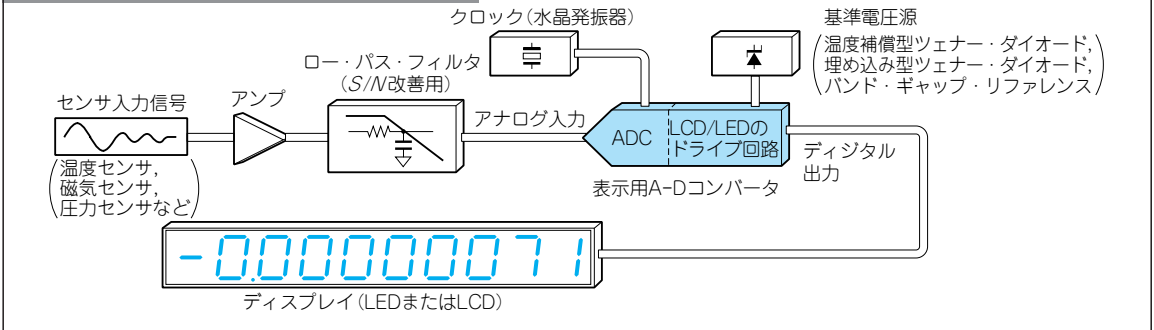 クロック(水晶発振器)
基準電圧源
(温度補償型ツェナー・ダイオード,
埋め込み型ツェナー・ダイオード,
バンド・ギャップ・リファレンス)
ロー・パス・フィルタ
(S/N改善用)
センサ入力信号
アンプ
アナログ入力
ADC
LCD/LEDの
ドライブ回路
ディジタル
出力
(温度センサ,
磁気センサ,
圧力センサなど)
表示用A-Dコンバータ
-0.00000071
ディスプレイ(LEDまたはLCD)